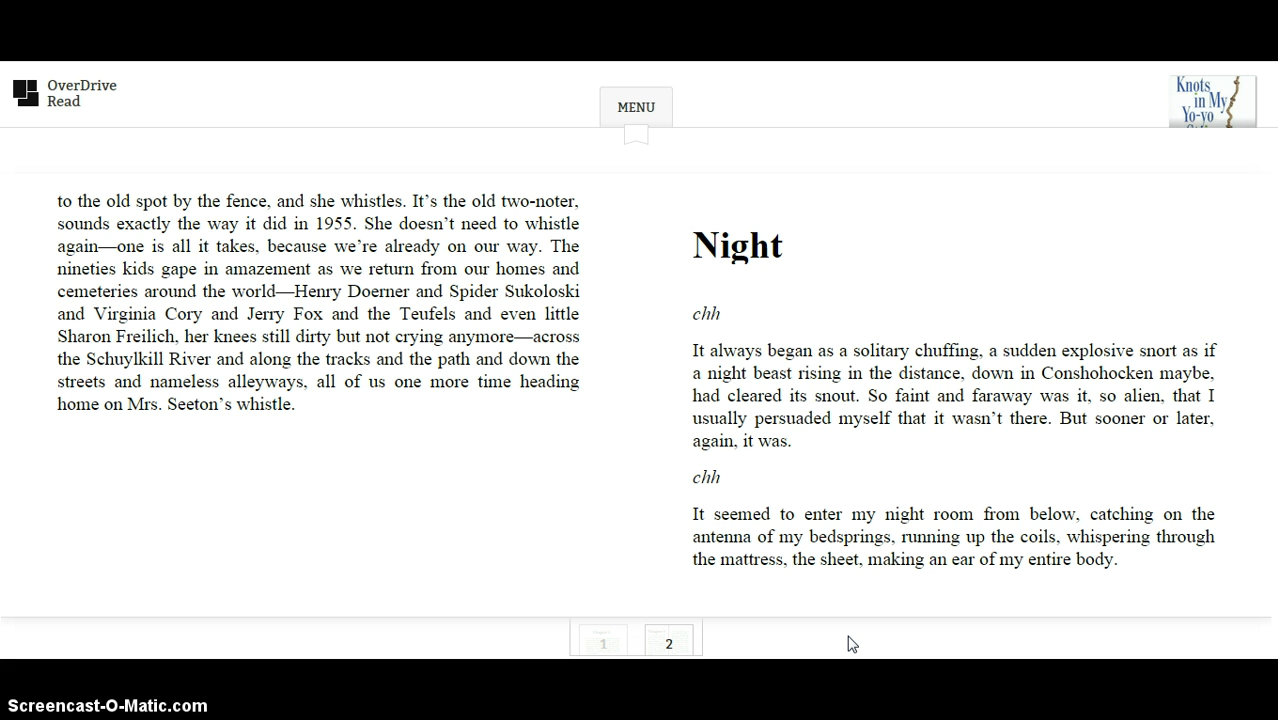 OverDrive
Read
MENU
Knots
in My
Yo-yo
to the old spot by the fence, and she whistles. It’s the old two-noter,
sounds exactly the way it did in 1955. She doesn’t need to whistle
again—one is all it takes, because we’re already on our way. The
nineties kids gape in amazement as we return from our homes and
cemeteries around the world—Henry Doerner and Spider Sukoloski
and Virginia Cory and Jerry Fox and the Teufels and even little
Sharon Freilich, her knees still dirty but not crying anymore—across
the Schuylkill River and along the tracks and the path and down the
streets and nameless alleyways, all of us one more time heading
home on Mrs. Seeton’s whistle.
Night
chh
It always began as a solitary chuffing, a sudden explosive snort as if
a night beast rising in the distance, down in Conshohocken maybe,
had cleared its snout. So faint and faraway was it, so alien, that I
usually persuaded myself that it wasn’t there. But sooner or later,
again, it was.
chh
It seemed to enter my night room from below, catching on the
antenna of my bedsprings, running up the coils, whispering through
the mattress, the sheet, making an ear of my entire body.
1
2
Screencast-O-Matic.com